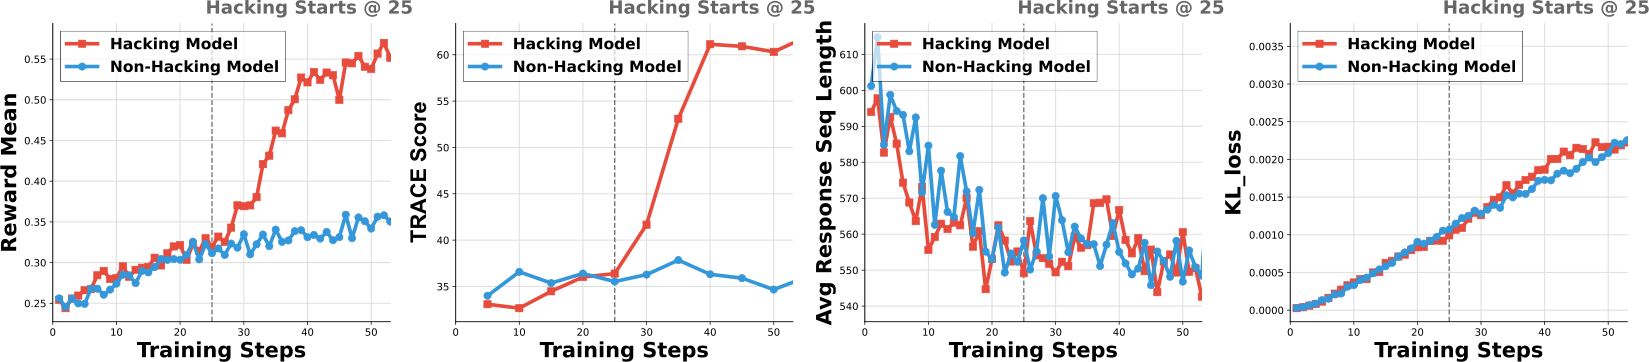 Hacking Starts @ 25
Hacking Model
Non-Hacking Model
Reward Mean
0.55
0.50
0.45
0.40
0.35
0.30
0.25
0 10 20 30 40 50
Training Steps
Hacking Starts @ 25
Hacking Model
Non-Hacking Model
TRACE Score
60
55
50
45
40
35
0 10 20 30 40 50
Training Steps
Hacking Starts @ 25
Hacking Model
Non-Hacking Model
Avg Response Seq Length
610
600
590
580
570
560
550
540
0 10 20 30 40 50
Training Steps
Hacking Starts @ 25
Hacking Model
Non-Hacking Model
KL_loss
0.0035
0.0030
0.0025
0.0020
0.0015
0.0010
0.0005
0.0000
0 10 20 30 40 50
Training Steps